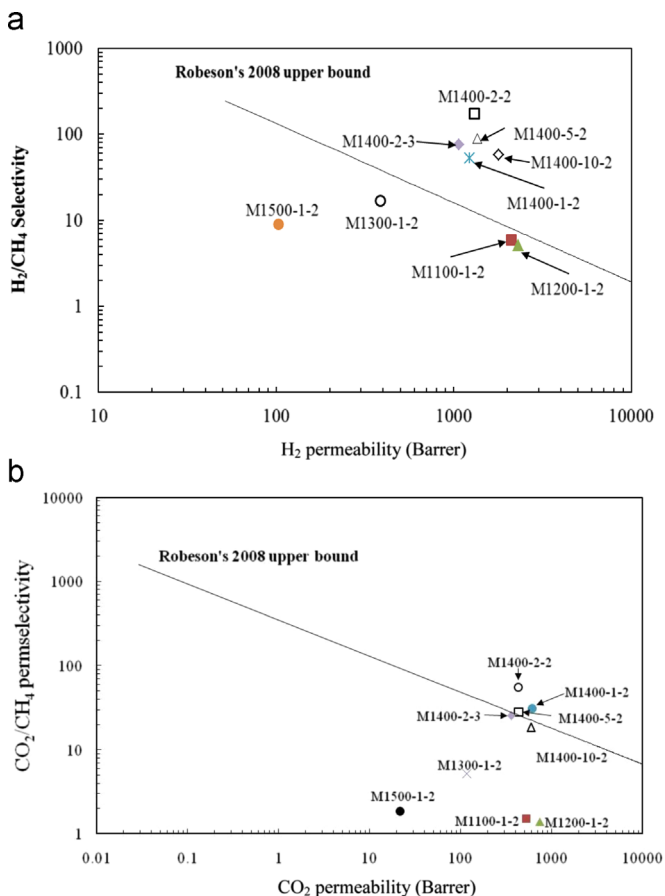 a
1000
Robeson's 2008 upper bound
M1400-2-2
100
M1400-2-3
M1400-5-2
M1400-10-2
M1400-1-2
M1500-1-2
M1300-1-2
10
M1100-1-2
M1200-1-2
1
0.1
10 100 1000 10000
H₂/CH₄ Selectivity
H₂ permeability (Barrer)
b
10000
1000
Robeson's 2008 upper bound
100
M1400-2-2
M1400-1-2
M1400-2-3
M1400-5-2
10
M1400-10-2
M1300-1-2
M1500-1-2
M1100-1-2
M1200-1-2
1
0.01 0.1 1 10 100 1000 10000
CO₂/CH₄ permselectivity
CO₂ permeability (Barrer)